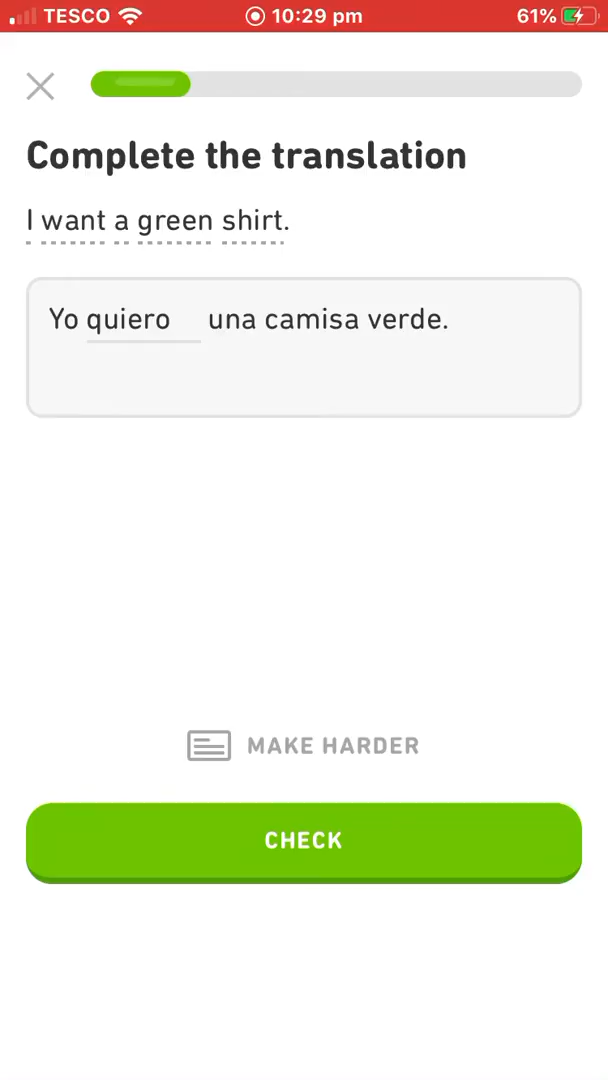 TESCO 10:29 pm 61%
Complete the translation
I want a green shirt.
Yo quiero una camisa verde.
MAKE HARDER
CHECK